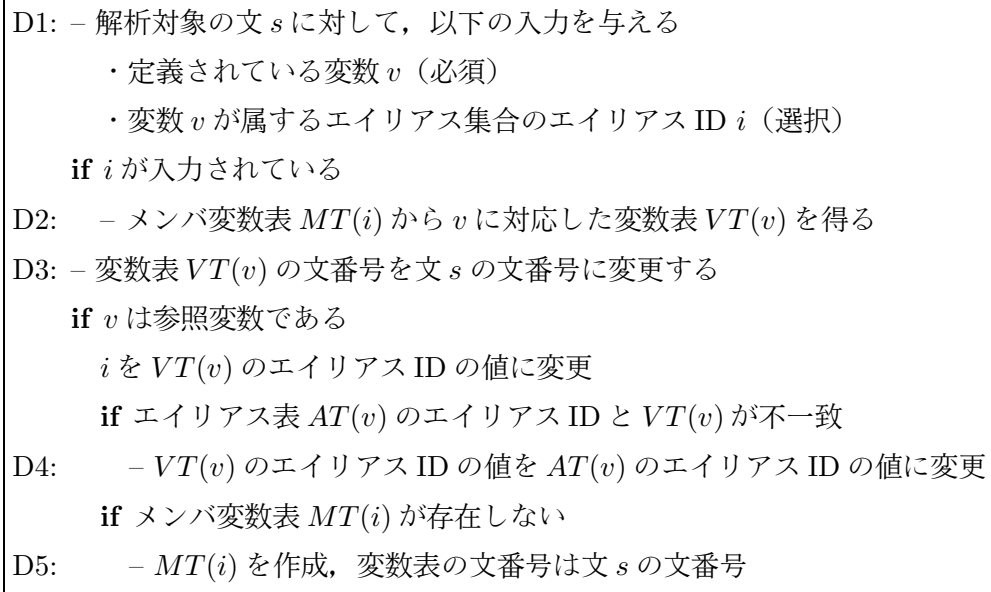 D1: – 解析対象の文 s に対して，以下の入力を与える
・定義されている変数 v（必須）
・変数 v が属するエイリアス集合のエイリアス ID i（選択）
if i が入力されている
D2: – メンバ変数表 MT(i) から v に対応した変数表 VT(v) を得る
D3: – 変数表 VT(v) の文番号を文 s の文番号に変更する
if v は参照変数である
i を VT(v) のエイリアス ID の値に変更
if エイリアス表 AT(v) のエイリアス ID と VT(v) が不一致
D4: – VT(v) のエイリアス ID の値を AT(v) のエイリアス ID の値に変更
if メンバ変数表 MT(i) が存在しない
D5: – MT(i) を作成，変数表の文番号は文 s の文番号